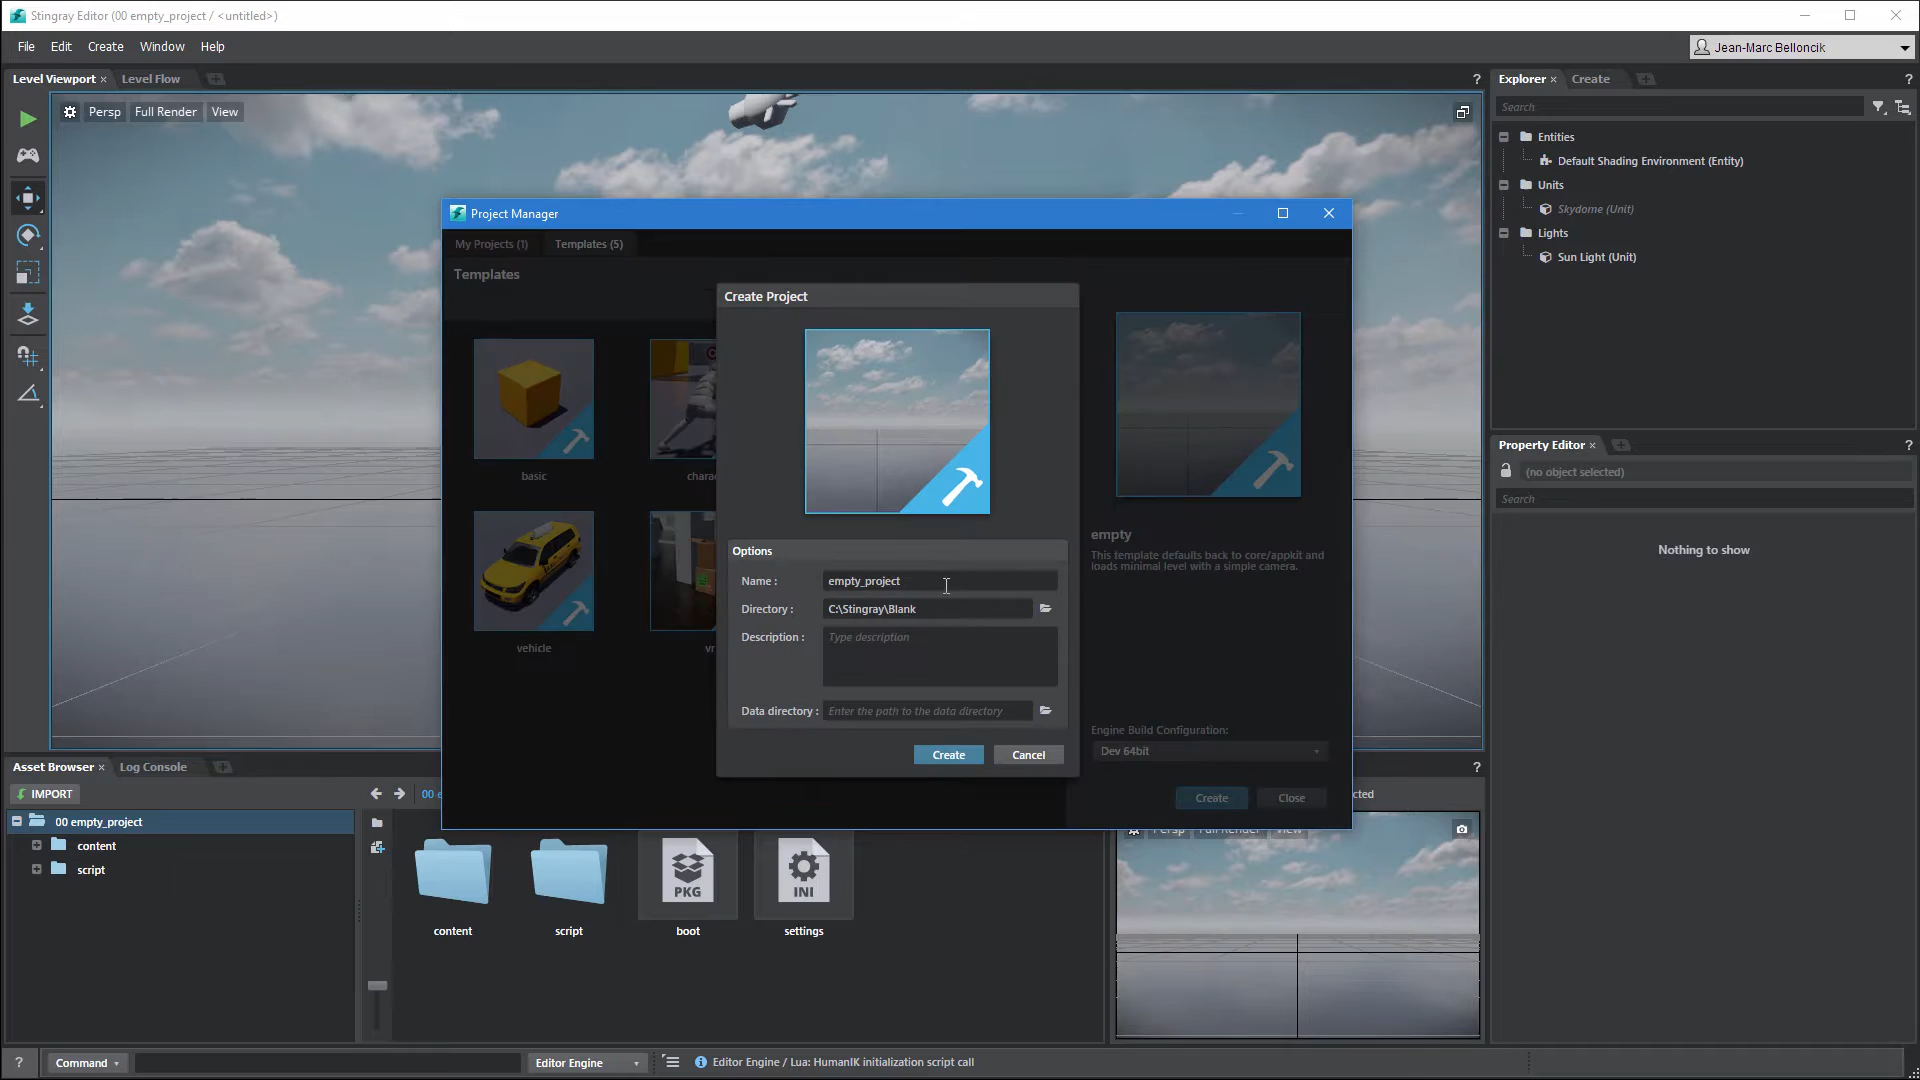 Stingray Editor (00 empty_project / <untitled>)
File Edit Create Window Help
Jean-Marc Belloncik
Level Viewport × Level Flow
?
Explorer × Create
?
Persp Full Render View
Search
Entities
Default Shading Environment (Entity)
Units
Skydome (Unit)
Lights
Sun Light (Unit)
Project Manager
My Projects (1) Templates (5)
Templates
basic
vehicle
Create Project
Options
Name : empty_project
Directory : C:\Stingray\Blank
Description : Type description
Data directory : Enter the path to the data directory
Create Cancel
empty
This template defaults back to core/appkit and
loads minimal level with a simple camera.
Engine Build Configuration:
Dev 64bit
Create Close
Property Editor ×
?
(no object selected)
Search
Nothing to show
Asset Browser × Log Console
?
IMPORT
00 empty_project
content
script
PKG
INI
content
script
boot
settings
Persp Full Render View
? Command
Editor Engine
Editor Engine / Lua: HumanIK initialization script call